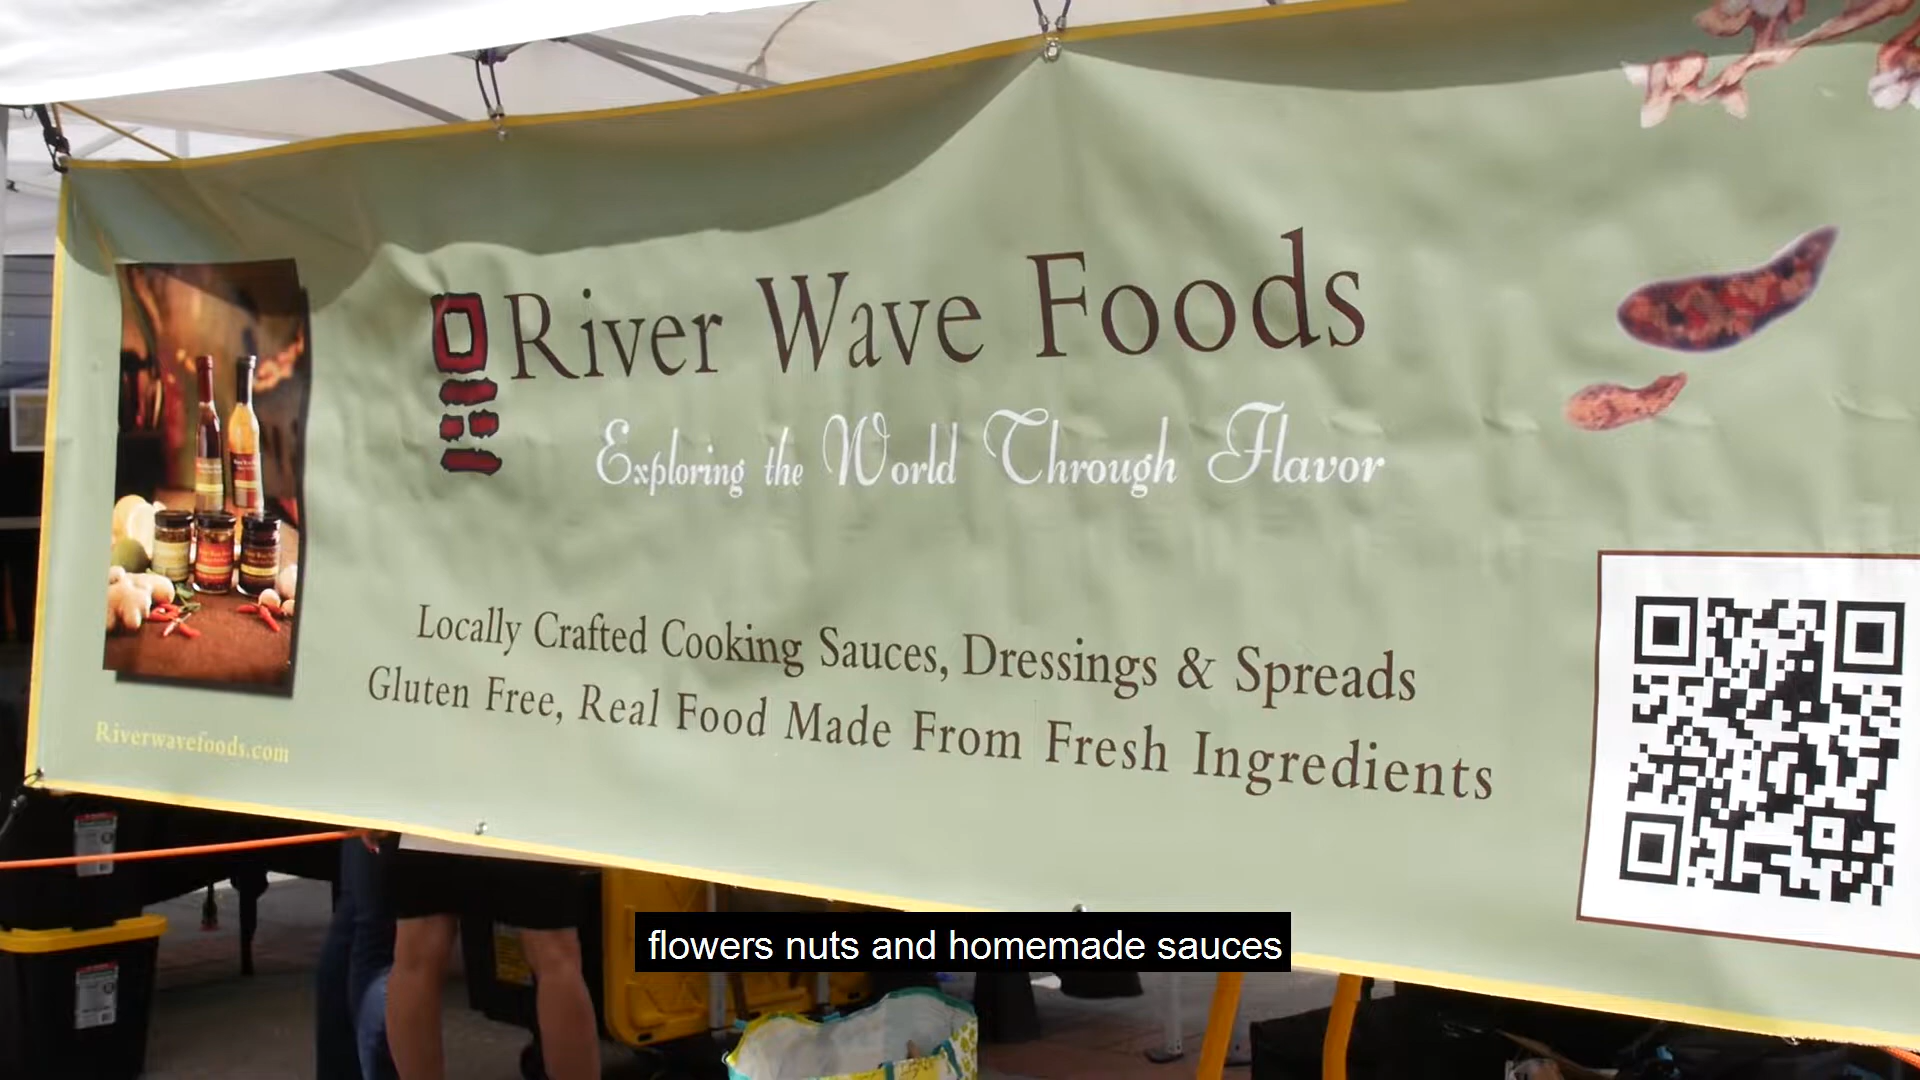 River Wave Foods
Exploring the World Through Flavor
Locally Crafted Cooking Sauces, Dressings & Spreads
Gluten Free, Real Food Made From Fresh Ingredients
Riverwavefoods.com
flowers nuts and homemade sauces